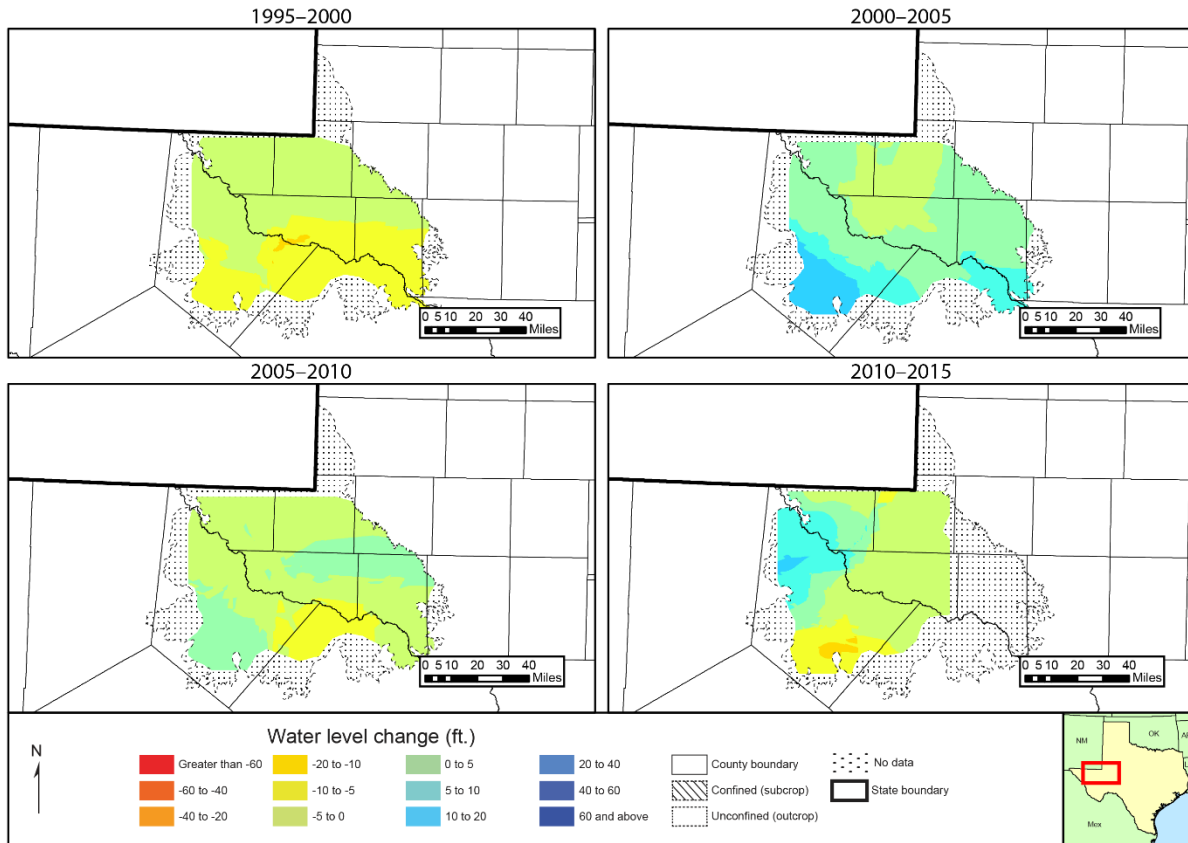 1995–2000
2000–2005
0 5 10 20 30 40
Miles
0 5 10 20 30 40
Miles
2005–2010
2010–2015
0 5 10 20 30 40
Miles
0 5 10 20 30 40
Miles
N
Water level change (ft.)
Greater than -60
-60 to -40
-40 to -20
-20 to -10
-10 to -5
-5 to 0
0 to 5
5 to 10
10 to 20
20 to 40
40 to 60
60 and above
County boundary
Confined (subcrop)
Unconfined (outcrop)
No data
State boundary
NM
OK
Mex